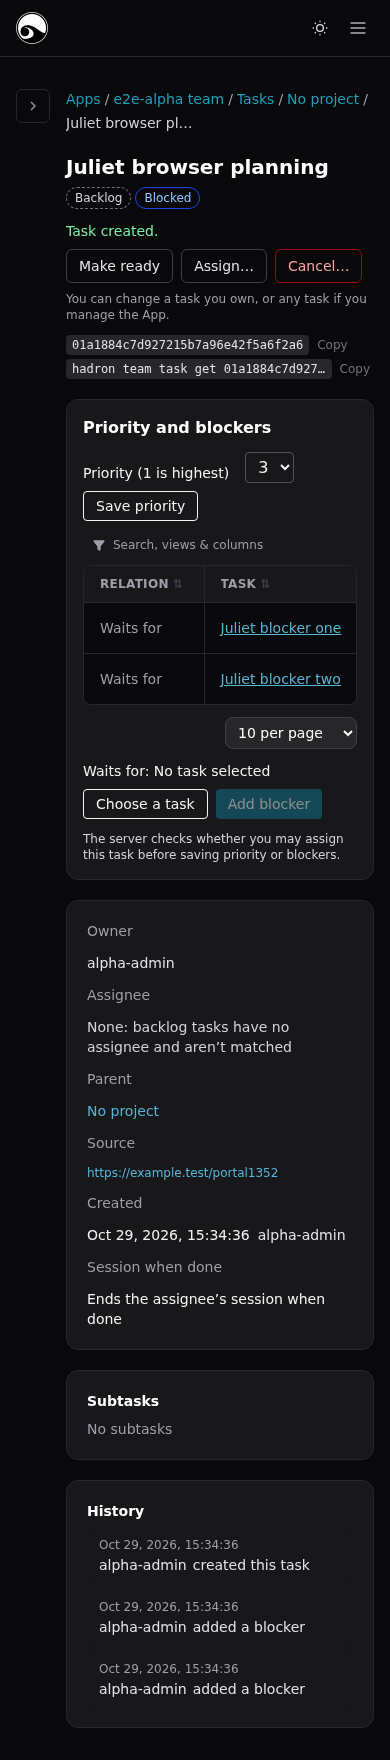 Apps / e2e-alpha team / Tasks / No project /
Juliet browser pl…
Juliet browser planning
Backlog Blocked
Task created.
Make ready Assign… Cancel…
You can change a task you own, or any task if you
manage the App.
01a1884c7d927215b7a96e42f5a6f2a6 Copy
hadron team task get 01a1884c7d927… Copy
Priority and blockers
Priority (1 is highest) 3
Save priority
Search, views & columns
RELATION TASK
Waits for Juliet blocker one
Waits for Juliet blocker two
10 per page
Waits for: No task selected
Choose a task Add blocker
The server checks whether you may assign
this task before saving priority or blockers.
Owner
alpha-admin
Assignee
None: backlog tasks have no
assignee and aren’t matched
Parent
No project
Source
https://example.test/portal1352
Created
Oct 29, 2026, 15:34:36 alpha-admin
Session when done
Ends the assignee’s session when
done
Subtasks
No subtasks
History
Oct 29, 2026, 15:34:36
alpha-admin created this task
Oct 29, 2026, 15:34:36
alpha-admin added a blocker
Oct 29, 2026, 15:34:36
alpha-admin added a blocker